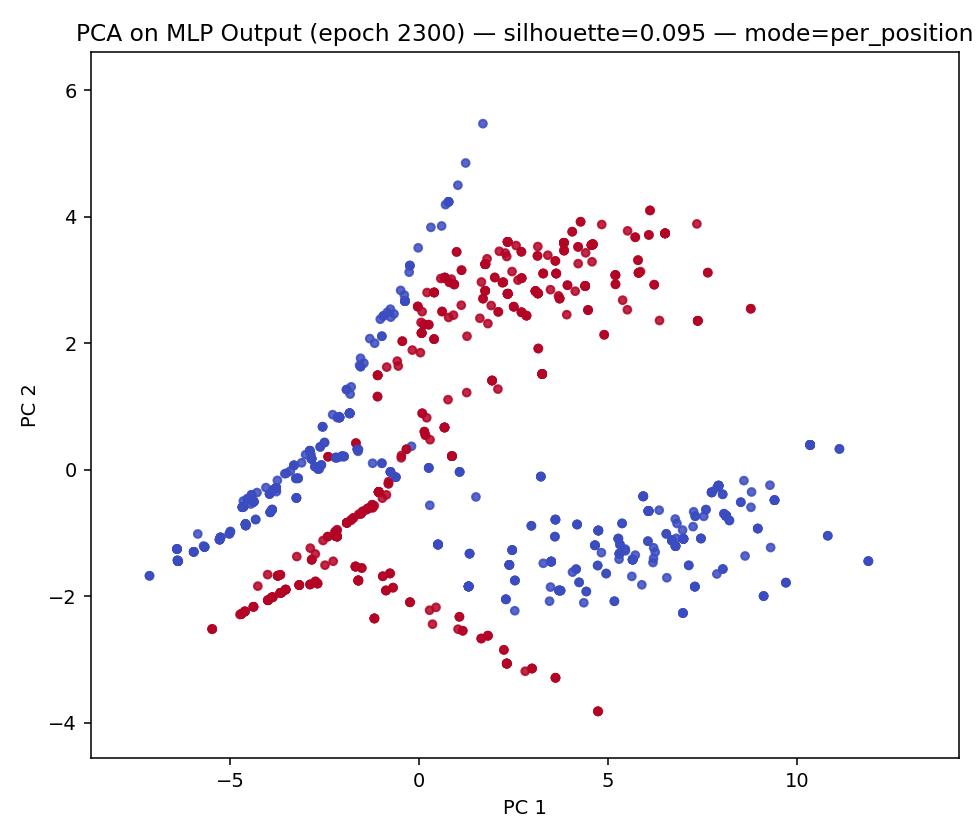 PCA on MLP Output (epoch 2300) — silhouette=0.095 — mode=per_position
6
4
2
0
−2
−4
PC 2
−5 0 5 10
PC 1